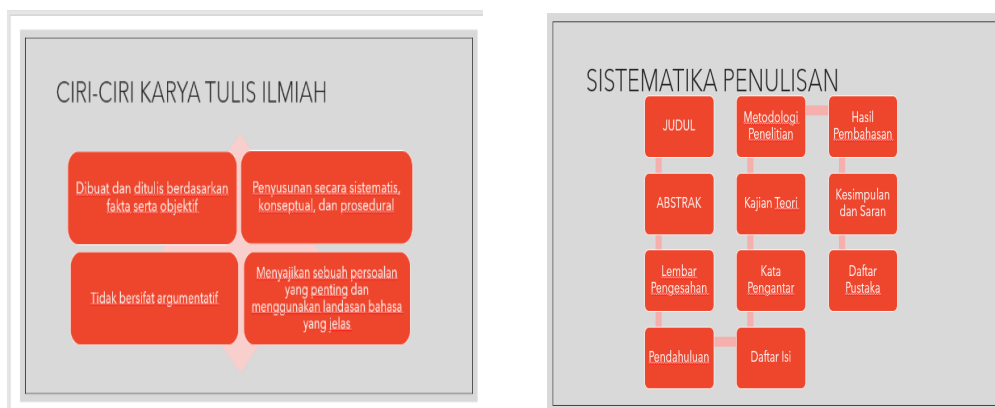 CIRI-CIRI KARYA TULIS ILMIAH
Dibuat dan ditulis berdasarkan
fakta serta objektif
Penyusunan secara sistematis,
konseptual, dan prosedural
Tidak bersifat argumentatif
Menyajikan sebuah persoalan
yang penting dan
menggunakan landasan bahasa
yang jelas
SISTEMATIKA PENULISAN
JUDUL
ABSTRAK
Lembar
Pengesahan
Pendahuluan
Daftar Isi
Kata
Pengantar
Kajian Teori
Metodologi
Penelitian
Hasil
Pembahasan
Kesimpulan
dan Saran
Daftar
Pustaka